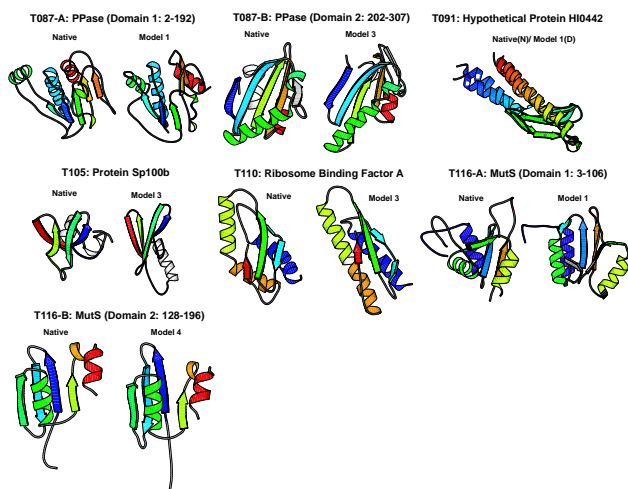 T087-A: PPase (Domain 1: 2-192)
Native
Model 1
T087-B: PPase (Domain 2: 202-307)
Native
Model 3
T091: Hypothetical Protein HI0442
Native(N)/ Model 1(D)
T105: Protein Sp100b
Native
Model 3
T110: Ribosome Binding Factor A
Native
Model 3
T116-A: MutS (Domain 1: 3-106)
Native
Model 1
T116-B: MutS (Domain 2: 128-196)
Native
Model 4